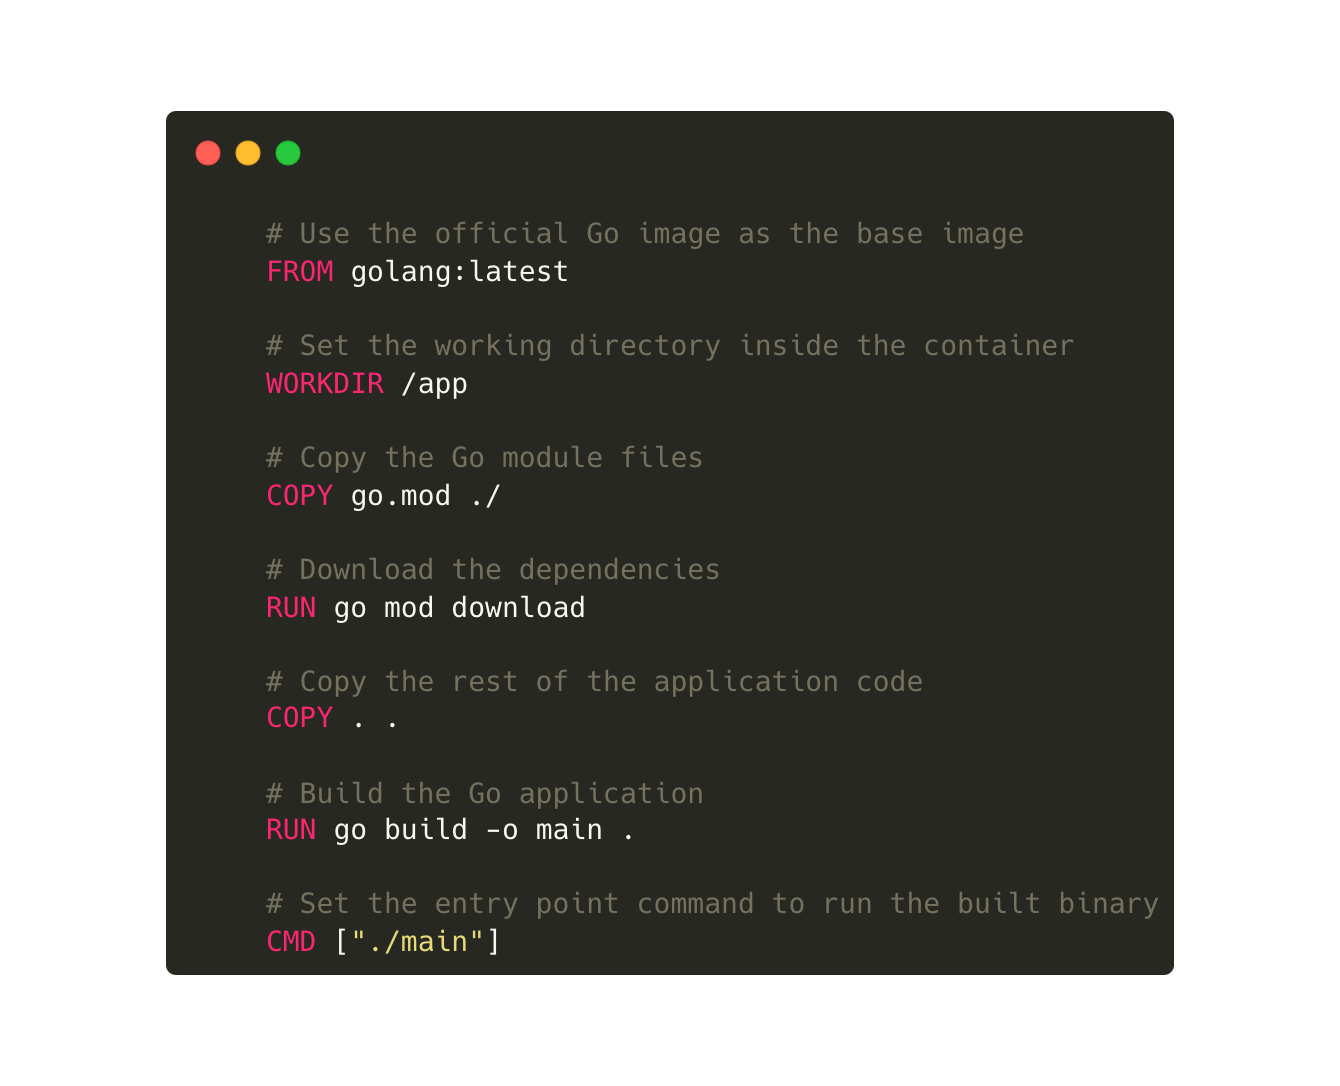 # Use the official Go image as the base image
FROM golang:latest
# Set the working directory inside the container
WORKDIR /app
# Copy the Go module files
COPY go.mod ./
# Download the dependencies
RUN go mod download
# Copy the rest of the application code
COPY . .
# Build the Go application
RUN go build -o main .
# Set the entry point command to run the built binary
CMD ["./main"]